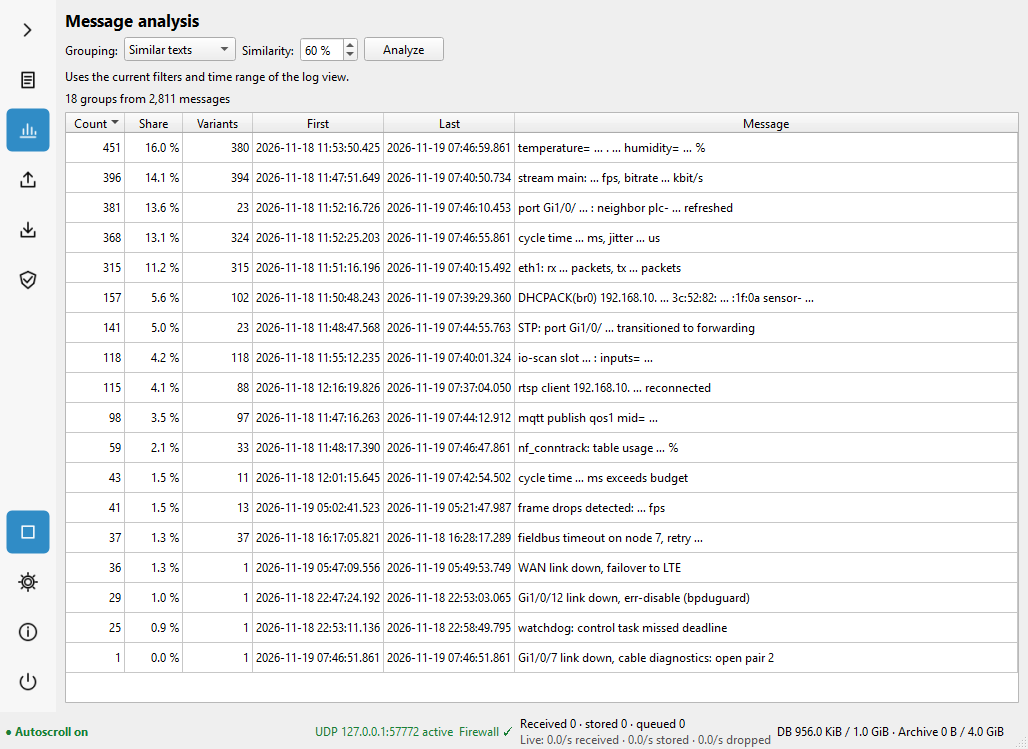 Message analysis
Grouping: Similar texts Similarity: 60 % Analyze
Uses the current filters and time range of the log view.
18 groups from 2,811 messages
Count Share Variants First Last Message
451 16.0 % 380 2026-11-18 11:53:50.425 2026-11-19 07:46:59.861 temperature= ... . ... humidity= ... %
396 14.1 % 394 2026-11-18 11:47:51.649 2026-11-19 07:40:50.734 stream main: ... fps, bitrate ... kbit/s
381 13.6 % 23 2026-11-18 11:52:16.726 2026-11-19 07:46:10.453 port Gi1/0/ ... : neighbor plc- ... refreshed
368 13.1 % 324 2026-11-18 11:52:25.203 2026-11-19 07:46:55.861 cycle time ... ms, jitter ... us
315 11.2 % 315 2026-11-18 11:51:16.196 2026-11-19 07:40:15.492 eth1: rx ... packets, tx ... packets
157 5.6 % 102 2026-11-18 11:50:48.243 2026-11-19 07:39:29.360 DHCPACK(br0) 192.168.10. ... 3c:52:82: ... :1f:0a sensor- ...
141 5.0 % 23 2026-11-18 11:48:47.568 2026-11-19 07:44:55.763 STP: port Gi1/0/ ... transitioned to forwarding
118 4.2 % 118 2026-11-18 11:55:12.235 2026-11-19 07:40:01.324 io-scan slot ... : inputs= ...
115 4.1 % 88 2026-11-18 12:16:19.826 2026-11-19 07:37:04.050 rtsp client 192.168.10. ... reconnected
98 3.5 % 97 2026-11-18 11:47:16.263 2026-11-19 07:44:12.912 mqtt publish qos1 mid= ...
59 2.1 % 33 2026-11-18 11:48:17.390 2026-11-19 07:46:47.861 nf_conntrack: table usage ... %
43 1.5 % 11 2026-11-18 12:01:15.645 2026-11-19 07:42:54.502 cycle time ... ms exceeds budget
41 1.5 % 13 2026-11-19 05:02:41.523 2026-11-19 05:21:47.987 frame drops detected: ... fps
37 1.3 % 37 2026-11-18 16:17:05.821 2026-11-18 16:28:17.289 fieldbus timeout on node 7, retry ...
36 1.3 % 1 2026-11-19 05:47:09.556 2026-11-19 05:49:53.749 WAN link down, failover to LTE
29 1.0 % 1 2026-11-18 22:47:24.192 2026-11-18 22:53:03.065 Gi1/0/12 link down, err-disable (bpduguard)
25 0.9 % 1 2026-11-18 22:53:11.136 2026-11-18 22:58:49.795 watchdog: control task missed deadline
1 0.0 % 1 2026-11-19 07:46:51.861 2026-11-19 07:46:51.861 Gi1/0/7 link down, cable diagnostics: open pair 2
● Autoscroll on UDP 127.0.0.1:57772 active Firewall ✓ Received 0 · stored 0 · queued 0 DB 956.0 KiB / 1.0 GiB · Archive 0 B / 4.0 GiB
Live: 0.0/s received · 0.0/s stored · 0.0/s dropped